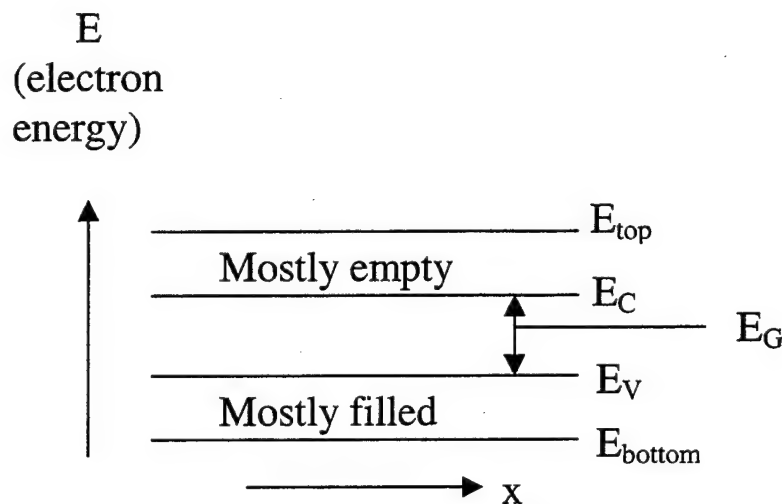 E
(electron
energy)
E_top
Mostly empty
E_C
E_G
E_V
Mostly filled
E_bottom
x